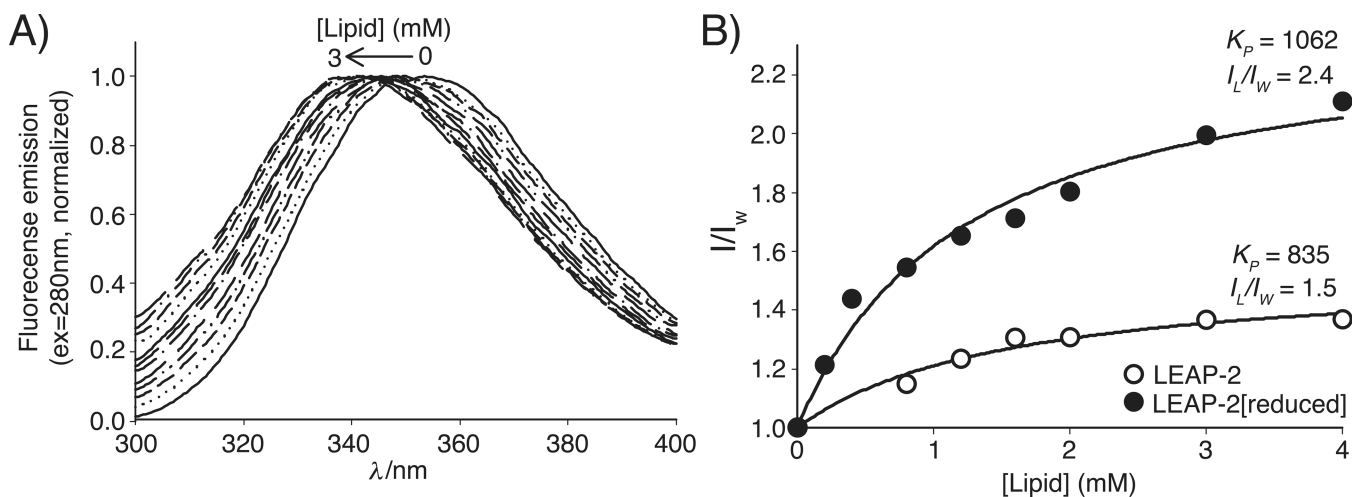 A)
[Lipid] (mM)
3 0
1.0
0.8
0.6
0.4
0.2
0.0
Fluorecense emission
(ex=280nm, normalized)
300 320 340 360 380 400
λ/nm
B)
K_P = 1062
I_L/I_W = 2.4
2.2
2.0
1.8
1.6
1.4
1.2
1.0
I/I_w
K_P = 835
I_L/I_W = 1.5
LEAP-2
LEAP-2[reduced]
0 1 2 3 4
[Lipid] (mM)